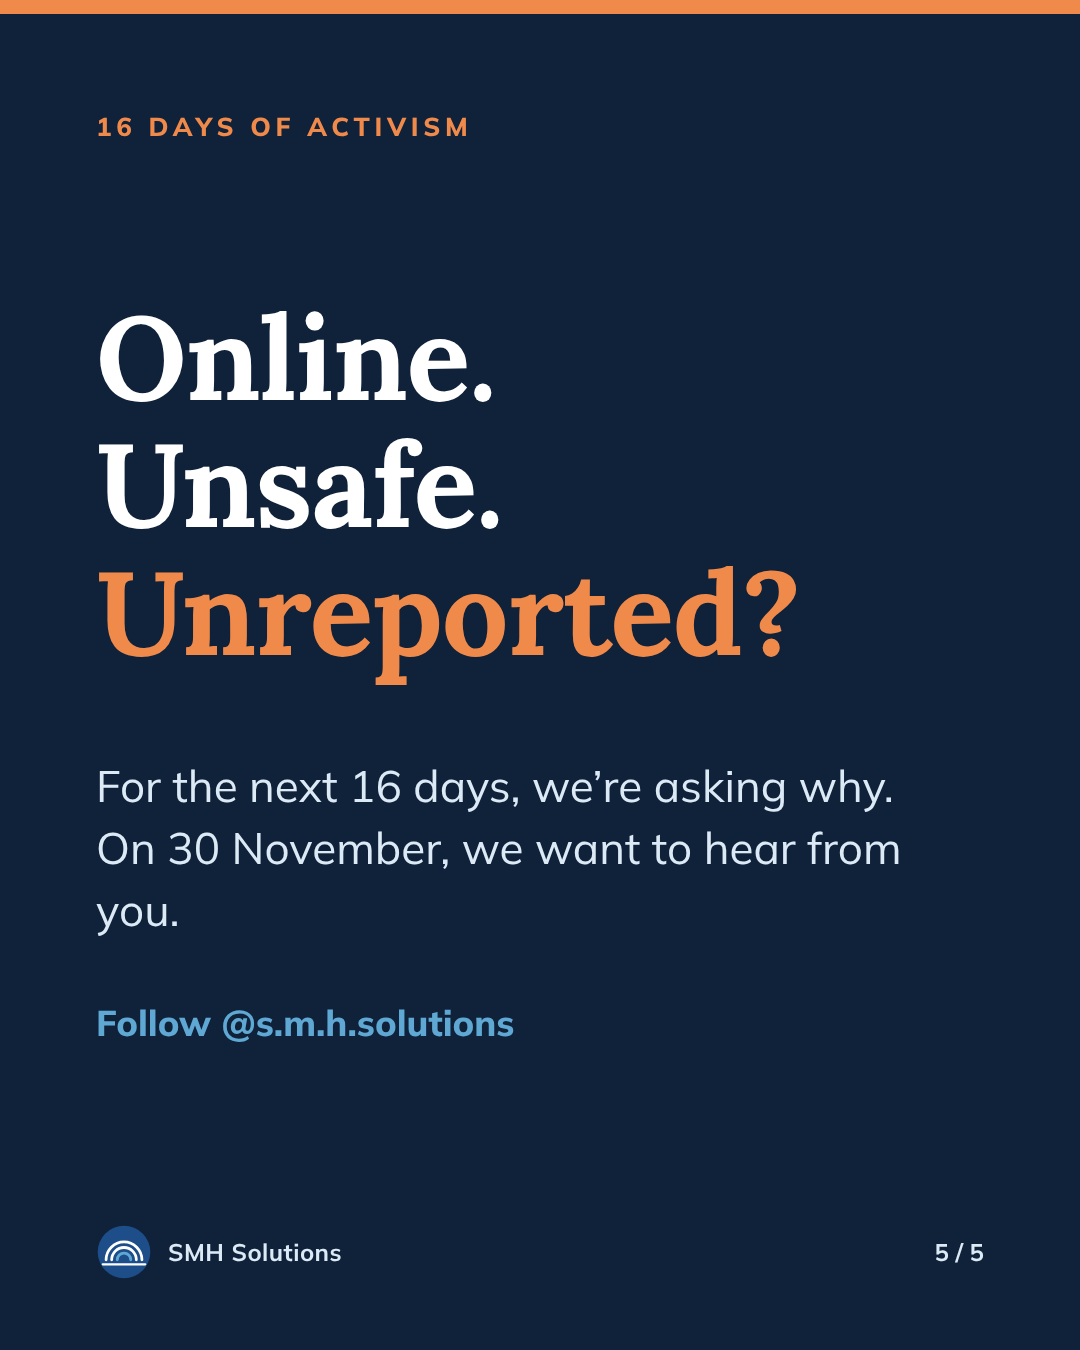 16 DAYS OF ACTIVISM
Online.
Unsafe.
Unreported?
For the next 16 days, we’re asking why.
On 30 November, we want to hear from
you.
Follow @s.m.h.solutions
SMH Solutions
5 / 5